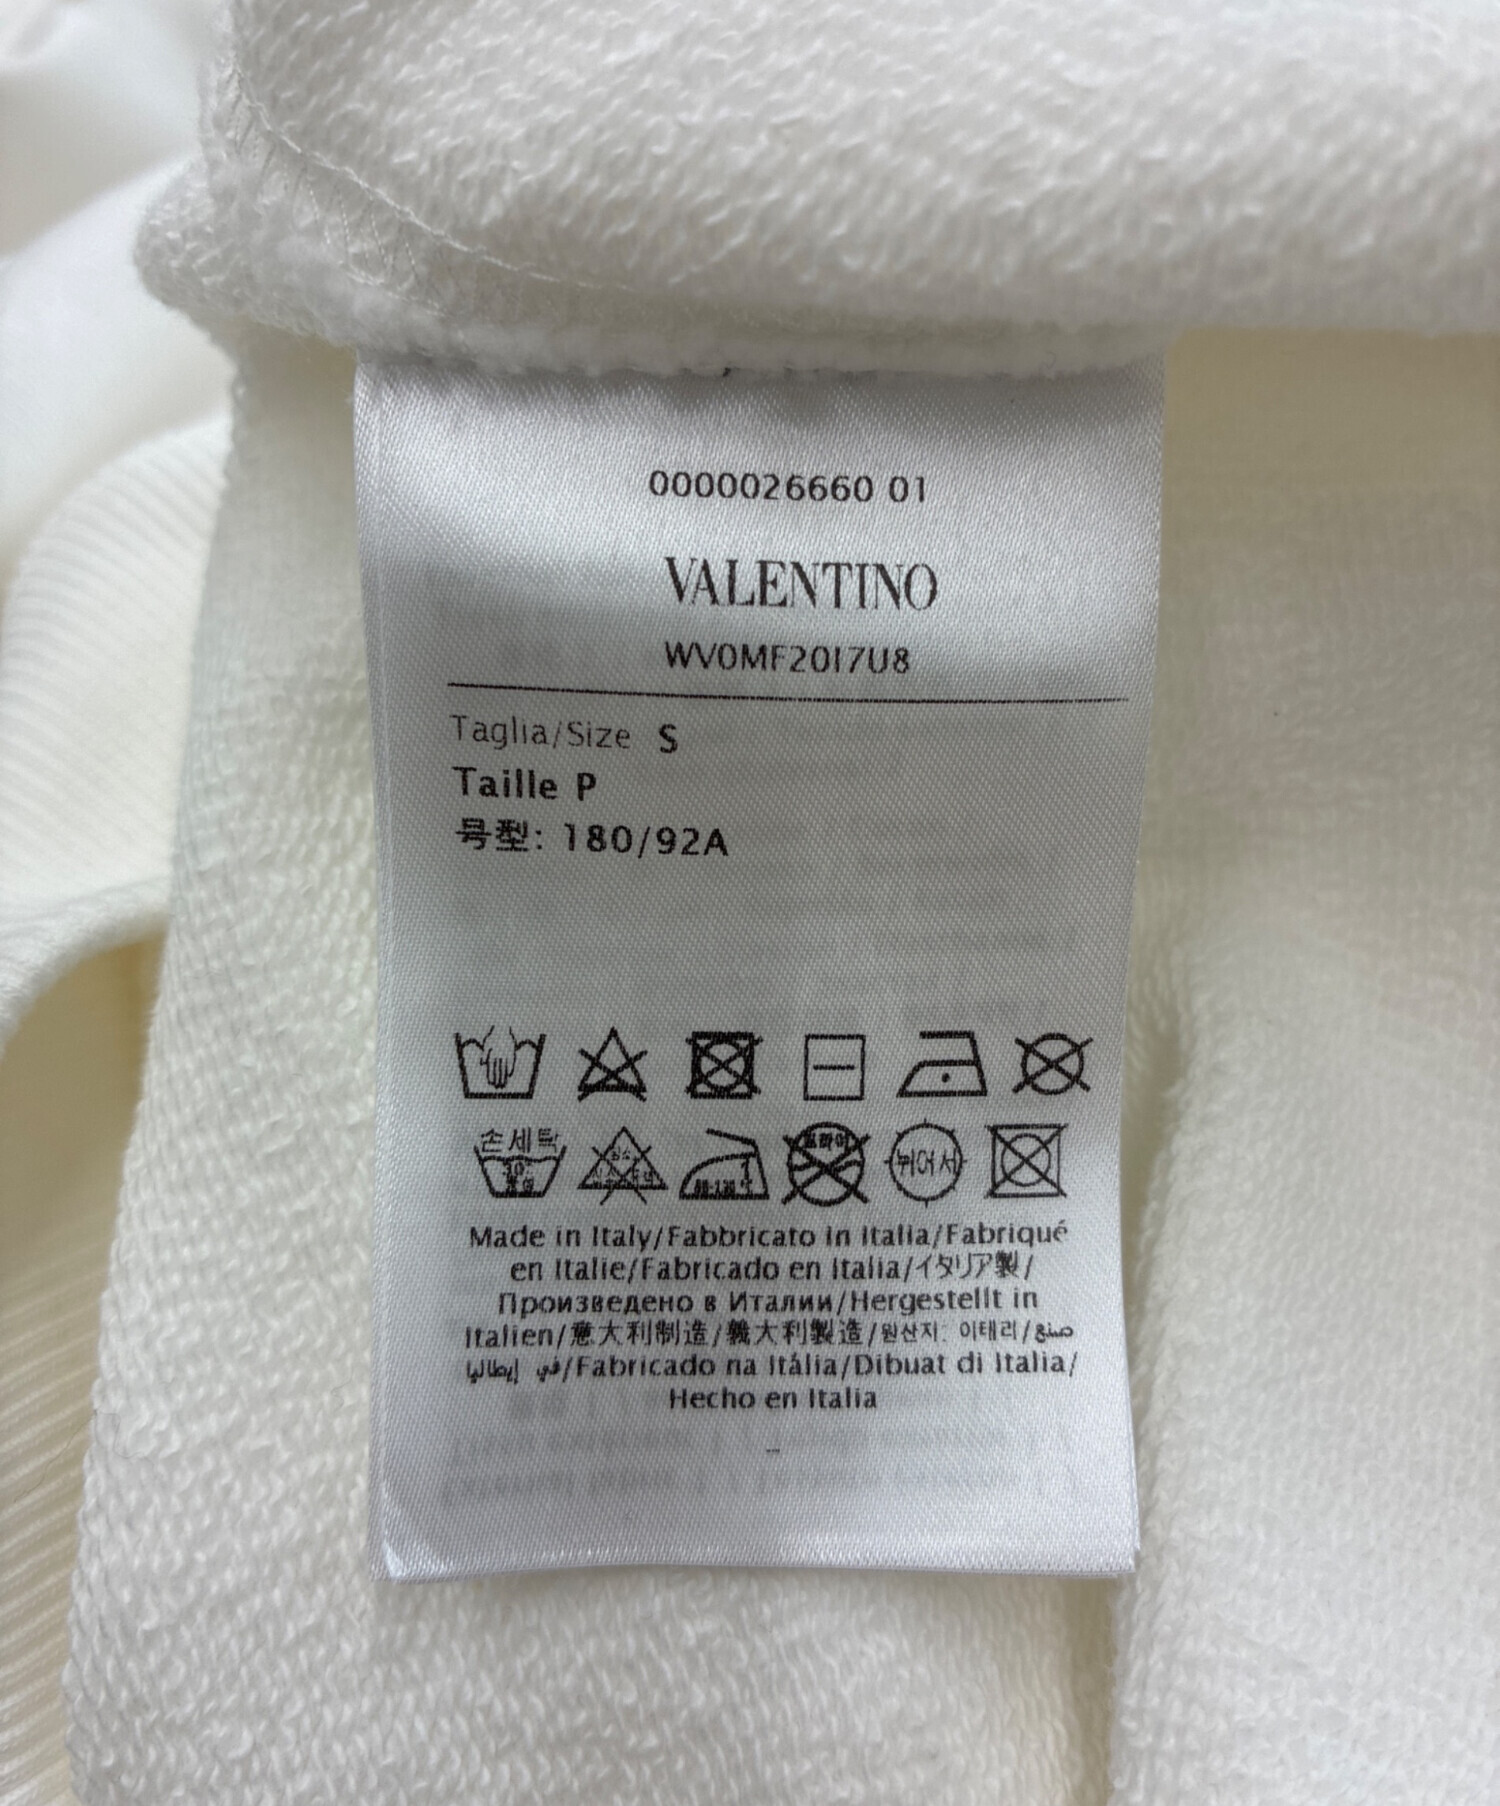 0000026660 01
VALENTINO
WV0MF20I7U8
Taglia/Size S
Taille P
号型: 180/92A
손세탁
뉘어서
Made in Italy/Fabbricato in Italia/Fabriqué
en Italie/Fabricado en Italia/イタリア製/
Произведено в Италии/Hergestellt in
Italien/意大利制造/義大利製造/원산지: 이태리/صنع
في إيطاليا/Fabricado na Itália/Dibuat di Italia/
Hecho en Italia